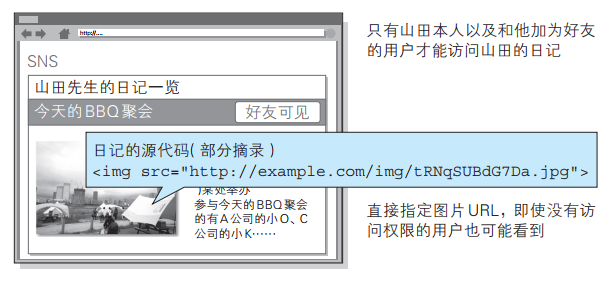 http://....
只有山田本人以及和他加为好友
的用户才能访问山田的日记
SNS
山田先生的日记一览
今天的BBQ聚会
好友可见
日记的源代码(部分摘录)
<img src="http://example.com/img/tRNqSUBdG7Da.jpg">
)某处举办
参与今天的BBQ聚会
的有A公司的小O、C
公司的小K……
直接指定图片URL，即使没有访
问权限的用户也可能看到